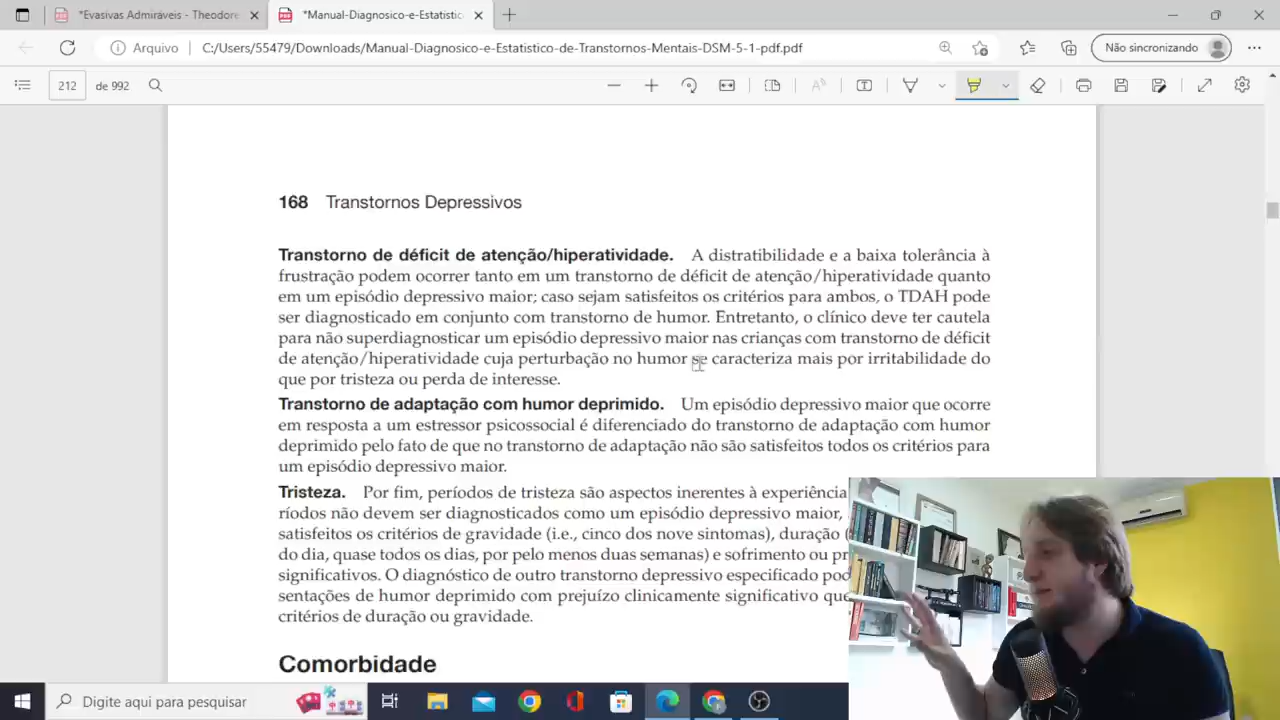 *Evasivas Admiráveis - Theodore
*Manual-Diagnosico-e-Estatistico
Arquivo
C:/Users/55479/Downloads/Manual-Diagnosico-e-Estatistico-de-Transtornos-Mentais-DSM-5-1-pdf.pdf
Não sincronizando
212 de 992
168 Transtornos Depressivos
Transtorno de déficit de atenção/hiperatividade. A distratibilidade e a baixa tolerância à
frustração podem ocorrer tanto em um transtorno de déficit de atenção/hiperatividade quanto
em um episódio depressivo maior; caso sejam satisfeitos os critérios para ambos, o TDAH pode
ser diagnosticado em conjunto com transtorno de humor. Entretanto, o clínico deve ter cautela
para não superdiagnosticar um episódio depressivo maior nas crianças com transtorno de déficit
de atenção/hiperatividade cuja perturbação no humor se caracteriza mais por irritabilidade do
que por tristeza ou perda de interesse.
Transtorno de adaptação com humor deprimido. Um episódio depressivo maior que ocorre
em resposta a um estressor psicossocial é diferenciado do transtorno de adaptação com humor
deprimido pelo fato de que no transtorno de adaptação não são satisfeitos todos os critérios para
um episódio depressivo maior.
Tristeza. Por fim, períodos de tristeza são aspectos inerentes à experiência
ríodos não devem ser diagnosticados como um episódio depressivo maior,
satisfeitos os critérios de gravidade (i.e., cinco dos nove sintomas), duração (
do dia, quase todos os dias, por pelo menos duas semanas) e sofrimento ou pr
significativos. O diagnóstico de outro transtorno depressivo especificado pod
sentações de humor deprimido com prejuízo clinicamente significativo que
critérios de duração ou gravidade.
Comorbidade
Digite aqui para pesquisar